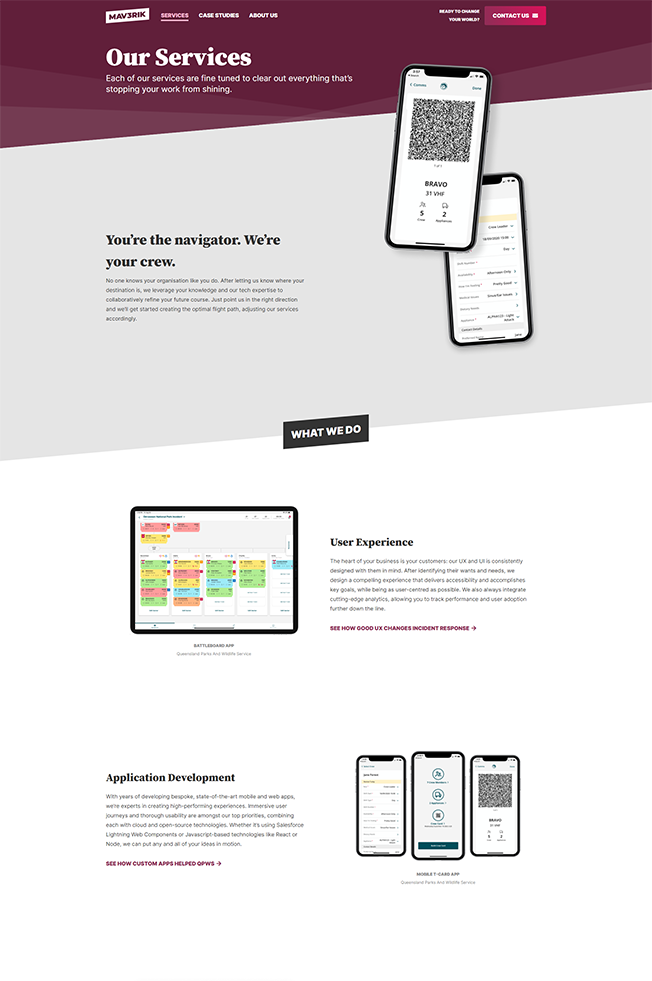 MAV3RIK
SERVICES
CASE STUDIES
ABOUT US
READY TO CHANGE
YOUR WORLD?
CONTACT US
Our Services
Each of our services are fine tuned to clear out everything that's
stopping your work from shining.
Done
BRAVO
31 VHF
5
2
Crew
Appliances
Crew Leader
Day
Afternoon Only
Pretty Good
You're the navigator. We're
your crew.
No one knows your organisation like you do. After letting us know where your
destination is, we leverage your knowledge and our tech expertise to
collaboratively refine your future course. Just point us in the right direction
and we'll get started creating the optimal flight path, adjusting our services
accordingly.
WHAT WE DO
User Experience
The heart of your business is your customers: our UX and UI is consistently
designed with them in mind. After identifying their wants and needs, we
design a compelling experience that delivers accessibility and accomplishes
key goals, while being as user-centred as possible. We also always integrate
cutting-edge analytics, allowing you to track performance and user adoption
further down the line.
SEE HOW GOOD UX CHANGES INCIDENT RESPONSE →
BATTLEBOARD APP
Queensland Parks And Wildlife Service
Application Development
With years of developing bespoke, state-of-the-art mobile and web apps,
we're experts in creating high-performing experiences. Immersive user
journeys and thorough usability are amongst our top priorities, combining
each with cloud and open-source technologies. Whether it's using Salesforce
Lightning Web Components or Javascript-based technologies like React or
Node, we can put any and all of your ideas in motion.
SEE HOW CUSTOM APPS HELPED QPWS →
BRAVO
31 VHF
MOBILE T-CARD APP
Queensland Parks And Wildlife Service